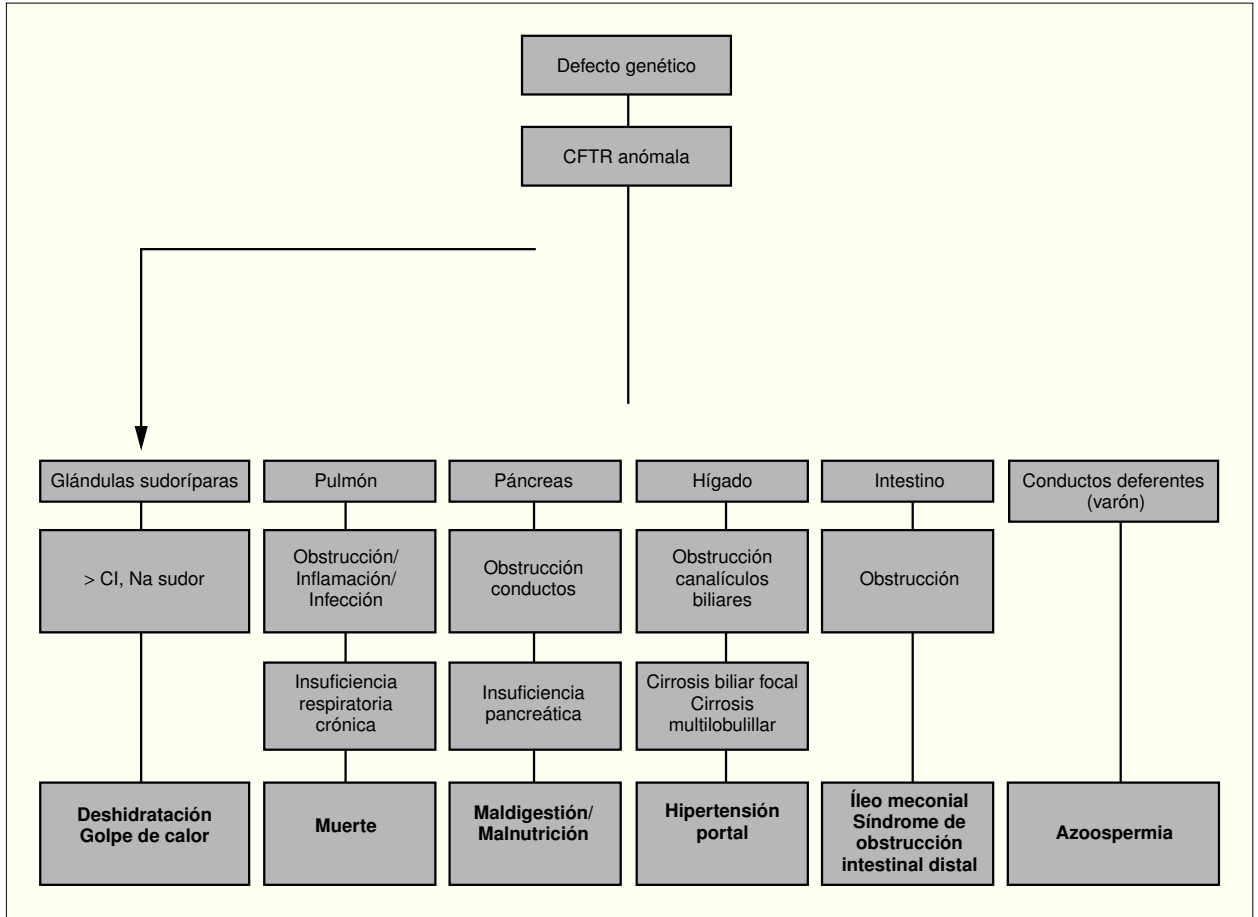 Defecto genético
CFTR anómala
Glándulas sudoríparas
Pulmón
Páncreas
Hígado
Intestino
Conductos deferentes
(varón)
> CI, Na sudor
Obstrucción/
Inflamación/
Infección
Obstrucción
conductos
Obstrucción
canalículos
biliares
Obstrucción
Insuficiencia
respiratoria
crónica
Insuficiencia
pancreática
Cirrosis biliar focal
Cirrosis
multilobulillar
Deshidratación
Golpe de calor
Muerte
Maldigestión/
Malnutrición
Hipertensión
portal
Íleo meconial
Síndrome de
obstrucción
intestinal distal
Azoospermia